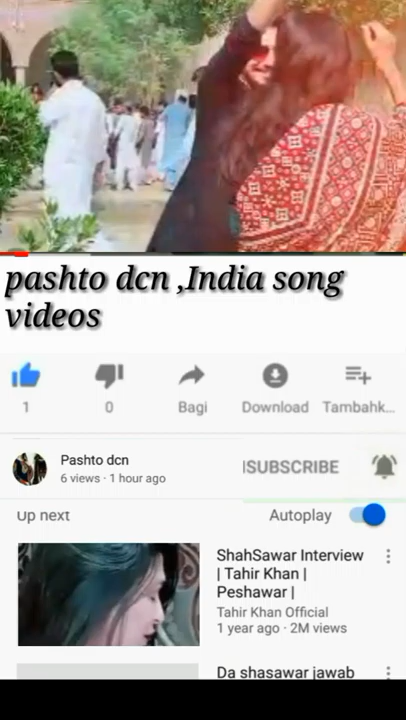 pashto dcn ,India song
videos
1
0
Bagi
Download
Tambahk...
Pashto dcn
6 views · 1 hour ago
SUBSCRIBE
Up next
Autoplay
ShahSawar Interview
| Tahir Khan |
Peshawar |
Tahir Khan Official
1 year ago · 2M views
Da shasawar jawab